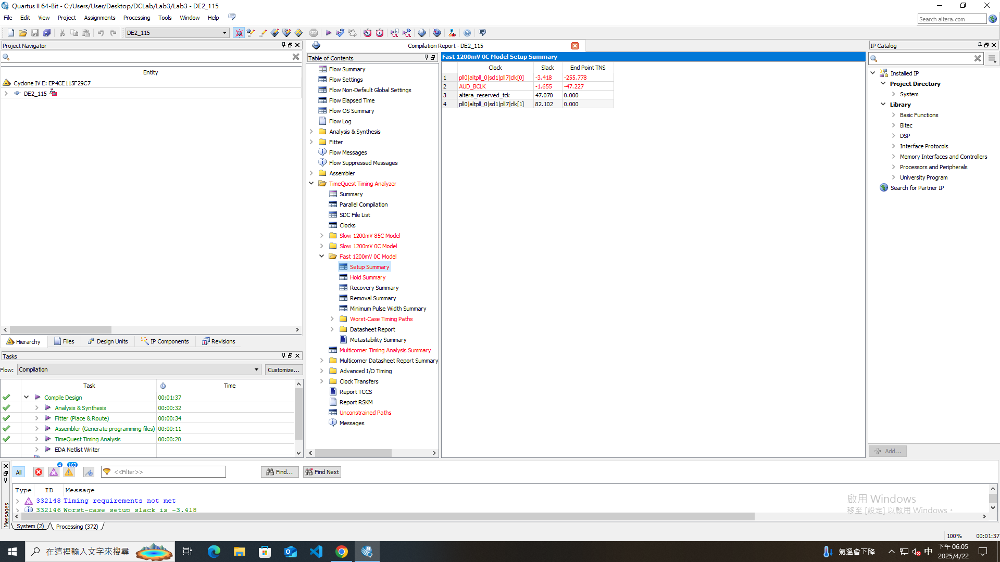 Quartus II 64-Bit - C:/Users/User/Desktop/DCLab/Lab3/Lab3 - DE2_115
File Edit View Project Assignments Processing Tools Window Help
Search altera.com
DE2_115
Project Navigator
Entity
Cyclone IV E: EP4CE115F29C7
DE2_115
Hierarchy Files Design Units IP Components Revisions
Tasks
Flow: Compilation Customize...
Task Time
Compile Design 00:01:37
Analysis & Synthesis 00:00:32
Fitter (Place & Route) 00:00:34
Assembler (Generate programming files) 00:00:11
TimeQuest Timing Analysis 00:00:20
EDA Netlist Writer
Compilation Report - DE2_115
Table of Contents
Flow Summary
Flow Settings
Flow Non-Default Global Settings
Flow Elapsed Time
Flow OS Summary
Flow Log
Analysis & Synthesis
Fitter
Flow Messages
Flow Suppressed Messages
Assembler
TimeQuest Timing Analyzer
Summary
Parallel Compilation
SDC File List
Clocks
Slow 1200mV 85C Model
Slow 1200mV 0C Model
Fast 1200mV 0C Model
Setup Summary
Hold Summary
Recovery Summary
Removal Summary
Minimum Pulse Width Summary
Worst-Case Timing Paths
Datasheet Report
Metastability Summary
Multicorner Timing Analysis Summary
Multicorner Datasheet Report Summary
Advanced I/O Timing
Clock Transfers
Report TCCS
Report RSKM
Unconstrained Paths
Messages
Fast 1200mV 0C Model Setup Summary
Clock Slack End Point TNS
1 pll0|altpll_0|sd1|pll7|clk[0] -3.418 -255.778
2 AUD_BCLK -1.655 -47.227
3 altera_reserved_tck 47.070 0.000
4 pll0|altpll_0|sd1|pll7|clk[1] 82.102 0.000
IP Catalog
Installed IP
Project Directory
System
Library
Basic Functions
Bitec
DSP
Interface Protocols
Memory Interfaces and Controllers
Processors and Peripherals
University Program
Search for Partner IP
Add...
All 4 163 <<Filter>> Find... Find Next
Type ID Message
332148 Timing requirements not met
332146 Worst-case setup slack is -3.418
Messages
System (2) Processing (372)
啟用 Windows
移至 [設定] 以啟用 Windows。
100% 00:01:37
在這裡輸入文字來搜尋
氣溫會下降
中
下午 06:05
2025/4/22